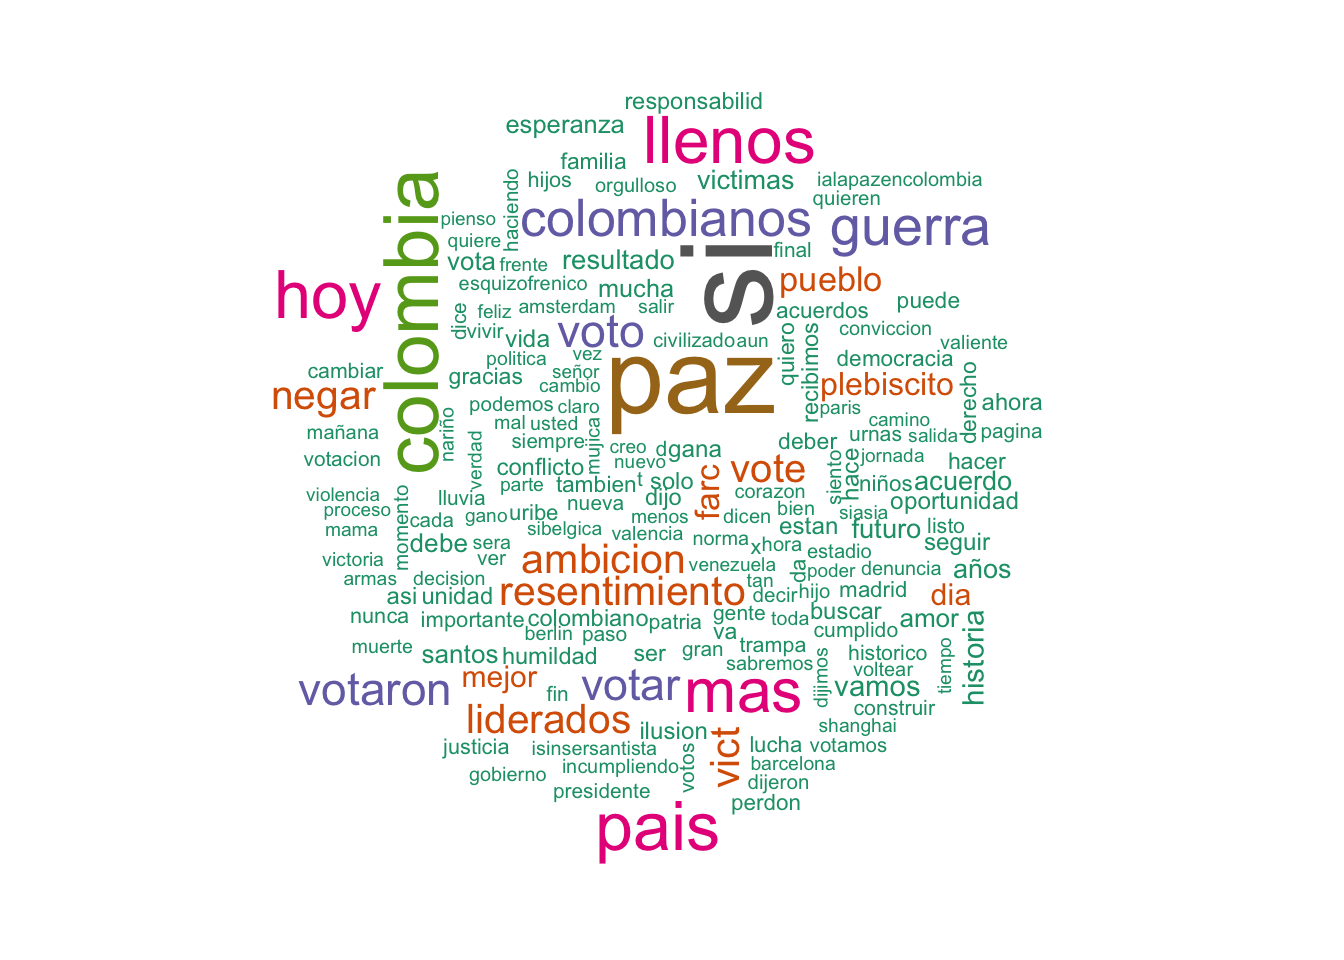 responsabilid
esperanza
llenos
familia
hijos
orgulloso
victimas
ialapazencolombia
quieren
colombia
pienso
haciendo
colombianos
guerra
quiere
si
final
vota
frente
resultado
pueblo
hoy
esquizofrenico
mucha
acuerdos
puede
dice
feliz
amsterdam
salir
vivir
vida
voto
civilizado
aun
quiero
recibimos
conviccion
valiente
politica
vez
paz
democracia
cambiar
gracias
señor
cambio
plebiscito
derecho
negar
podemos
claro
paris
ahora
mañana
nariño
mal
usted
mujica
camino
votacion
verdad
siempre
creo
dgana
deber
urnas
salida
pagina
conflicto
nuevo
vote
siento
hace
jornada
hacer
violencia
parte
tambien
t
solo
farc
corazon
niños
acuerdo
proceso
momento
lluvia
nueva
dijo
oportunidad
mama
cada
gano
uribe
menos
dicen
bien
siasia
sibelgica
valencia
estan
futuro
listo
debe
sera
norma
x
hora
seguir
victoria
ver
ambicion
venezuela
estadio
armas
decision
tan
da
poder
denuncia
años
asi
unidad
resentimiento
decir
hijo
madrid
dia
nunca
importante
colombiano
patria
gente
toda
buscar
amor
historia
berlin
paso
va
cumplido
muerte
santos
humildad
ser
gran
trampa
historico
tiempo
sabremos
dijimos
voltear
votaron
mejor
fin
votar
mas
vamos
construir
liderados
ilusion
vict
shanghai
justicia
isinsersantista
votos
lucha
votamos
gobierno
incumpliendo
barcelona
presidente
dijeron
perdon
pais